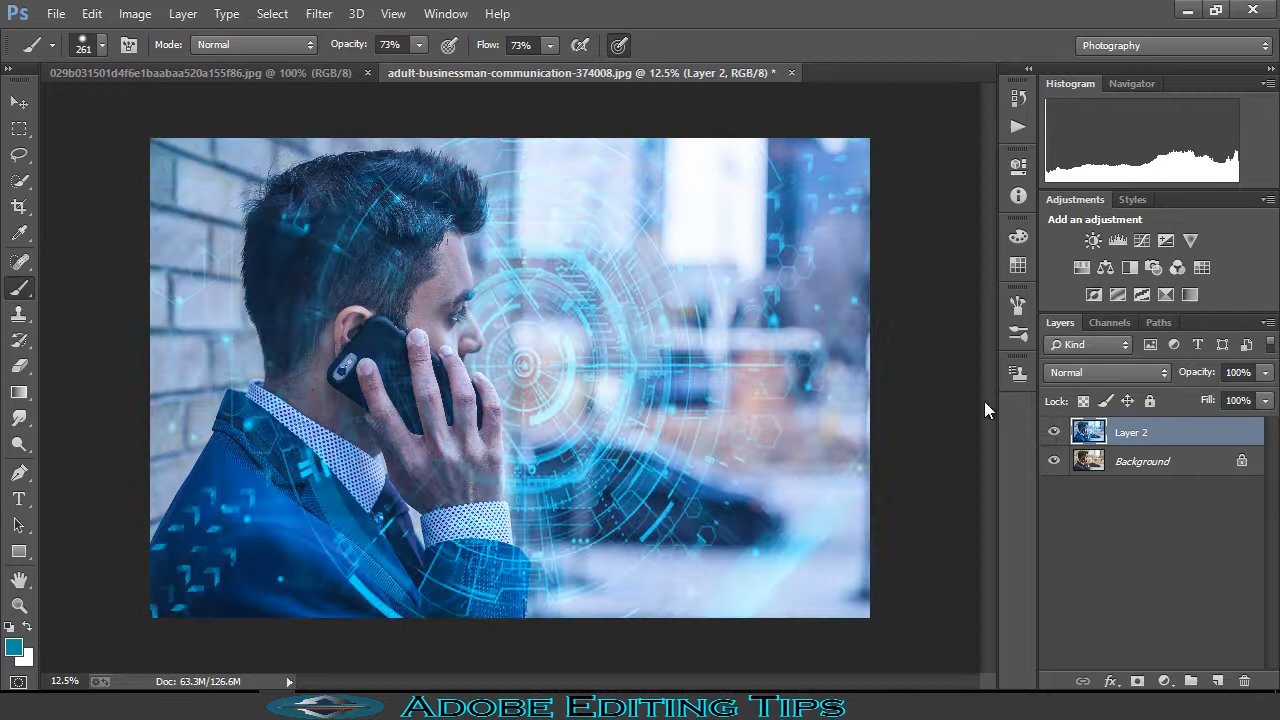 Ps File Edit Image Layer Type Select Filter 3D View Window Help
261 Mode: Normal Opacity: 73% Flow: 73% Photography
029b031501d4f6e1baabaa520a155f86.jpg @ 100% (RGB/8) × adult-businessman-communication-374008.jpg @ 12.5% (Layer 2, RGB/8) * ×
Histogram Navigator
Adjustments Styles
Add an adjustment
Layers Channels Paths
Kind
Normal Opacity: 100%
Lock: Fill: 100%
Layer 2
Background
12.5% Doc: 63.3M/126.6M
Adobe Editing Tips